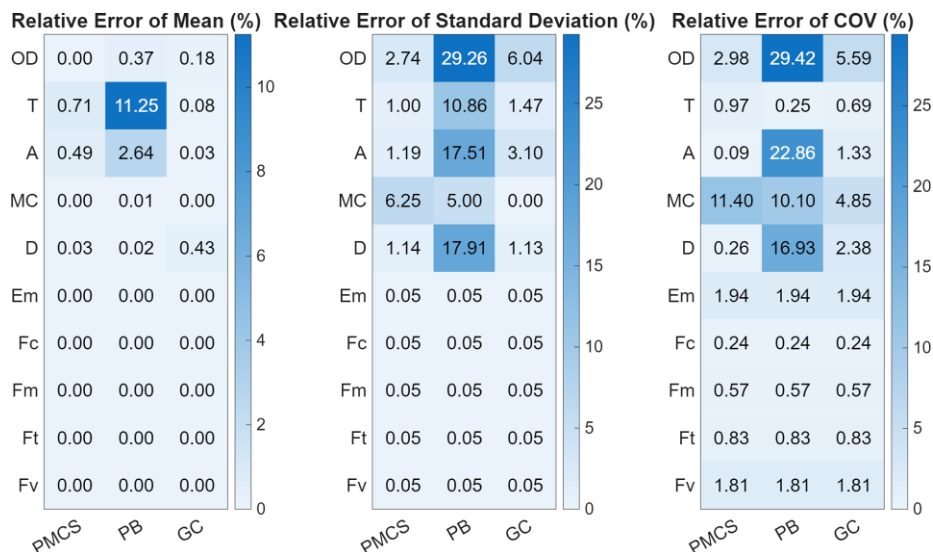 Relative Error of Mean (%)
OD 0.00 0.37 0.18
T 0.71 11.25 0.08
A 0.49 2.64 0.03
MC 0.00 0.01 0.00
D 0.03 0.02 0.43
Em 0.00 0.00 0.00
Fc 0.00 0.00 0.00
Fm 0.00 0.00 0.00
Ft 0.00 0.00 0.00
Fv 0.00 0.00 0.00
PMCS PB GC
10
8
6
4
2
0
Relative Error of Standard Deviation (%)
OD 2.74 29.26 6.04
T 1.00 10.86 1.47
A 1.19 17.51 3.10
MC 6.25 5.00 0.00
D 1.14 17.91 1.13
Em 0.05 0.05 0.05
Fc 0.05 0.05 0.05
Fm 0.05 0.05 0.05
Ft 0.05 0.05 0.05
Fv 0.05 0.05 0.05
PMCS PB GC
25
20
15
10
5
0
Relative Error of COV (%)
OD 2.98 29.42 5.59
T 0.97 0.25 0.69
A 0.09 22.86 1.33
MC 11.40 10.10 4.85
D 0.26 16.93 2.38
Em 1.94 1.94 1.94
Fc 0.24 0.24 0.24
Fm 0.57 0.57 0.57
Ft 0.83 0.83 0.83
Fv 1.81 1.81 1.81
PMCS PB GC
25
20
15
10
5
0